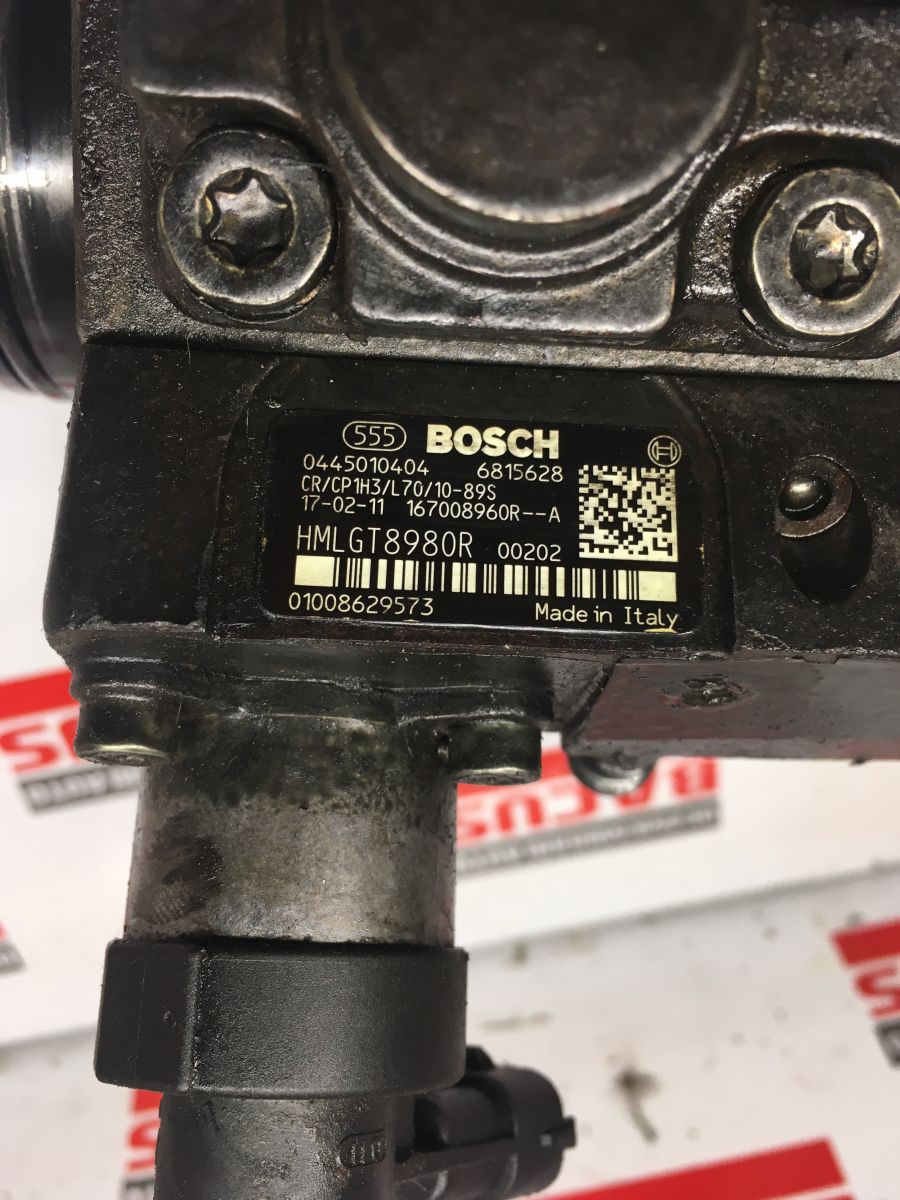 555 BOSCH H
0445010404 6815628
CR/CP1H3/L70/10-89S
17-02-11 167008960R--A
HMLGT8980R 00202
01008629573 Made in Italy
BACUS